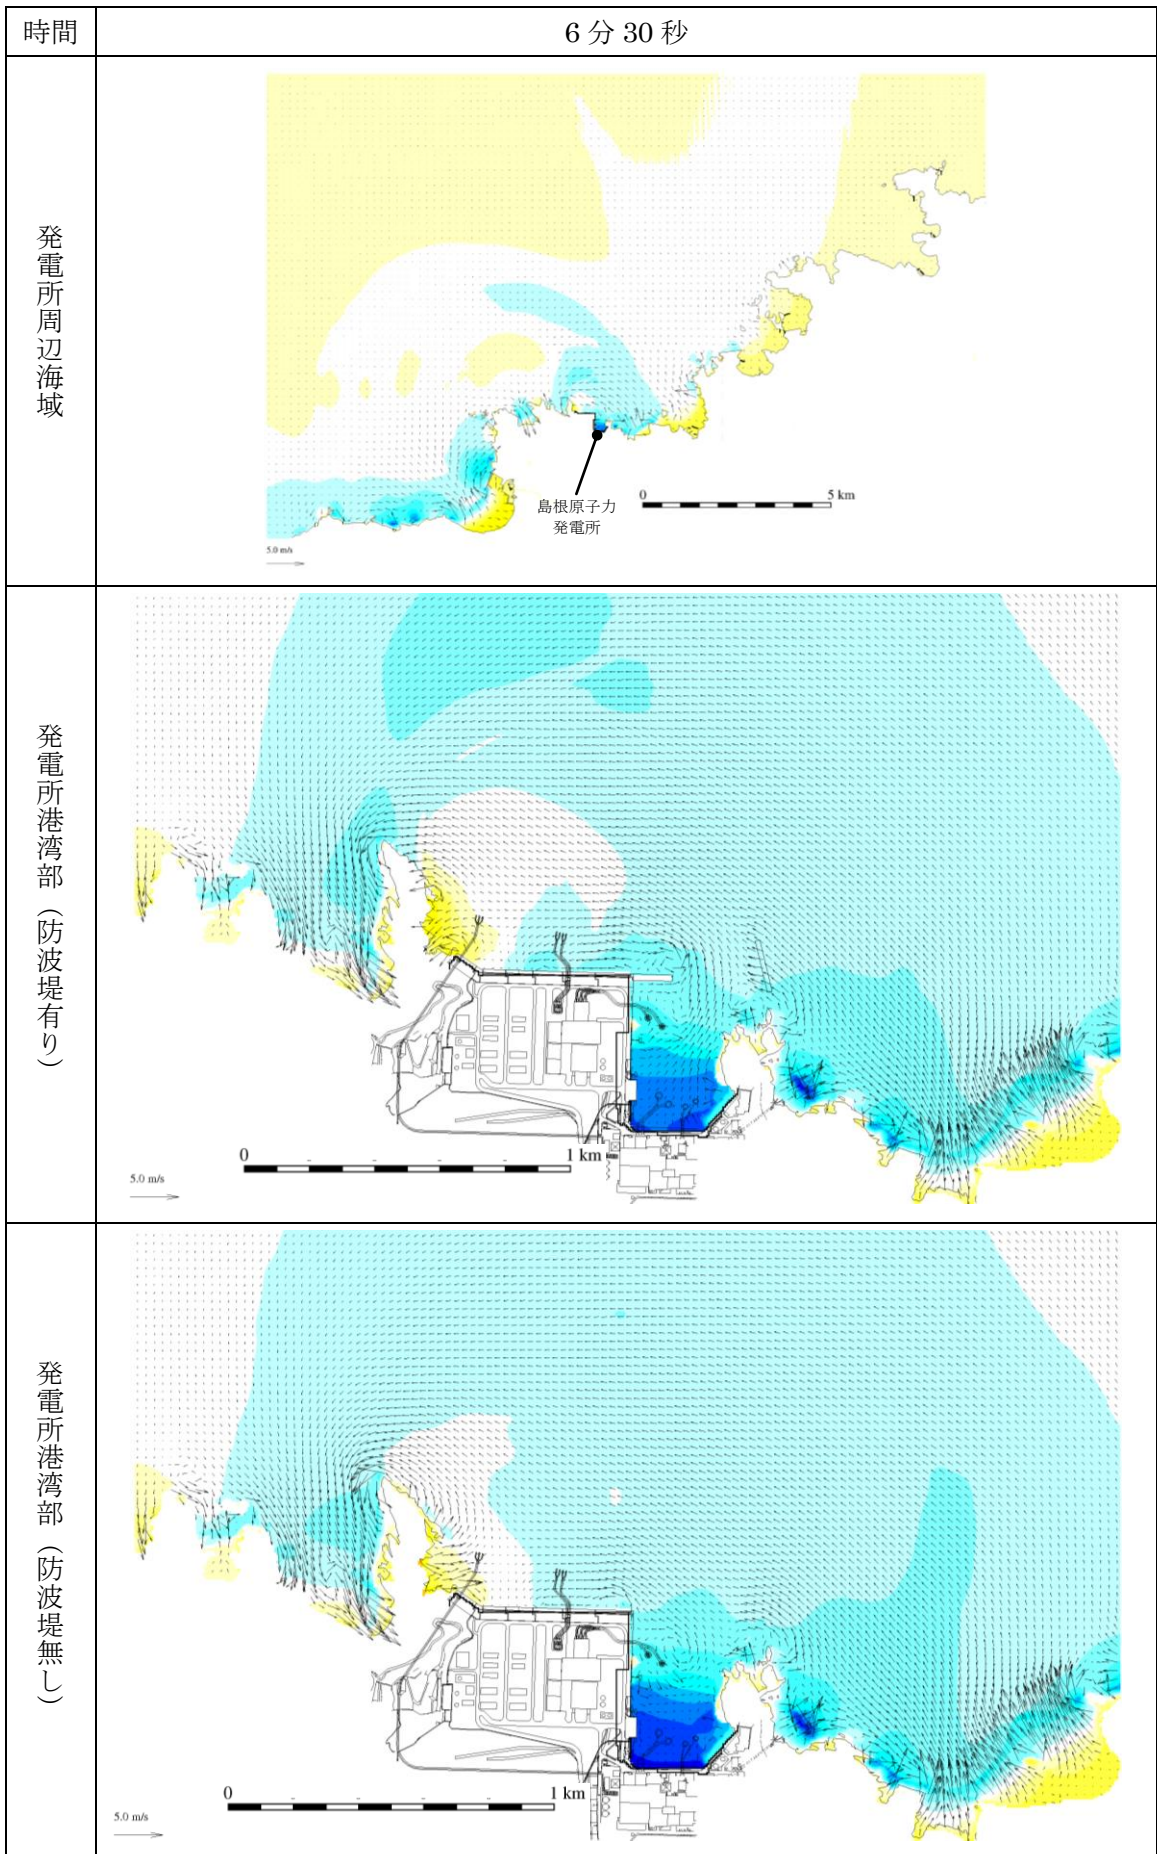 時間
6分30秒
発電所周辺海域
島根原子力
発電所
0 5 km
5.0 m/s
発電所港湾部（防波堤有り）
0 1 km
5.0 m/s
発電所港湾部（防波堤無し）
0 1 km
5.0 m/s